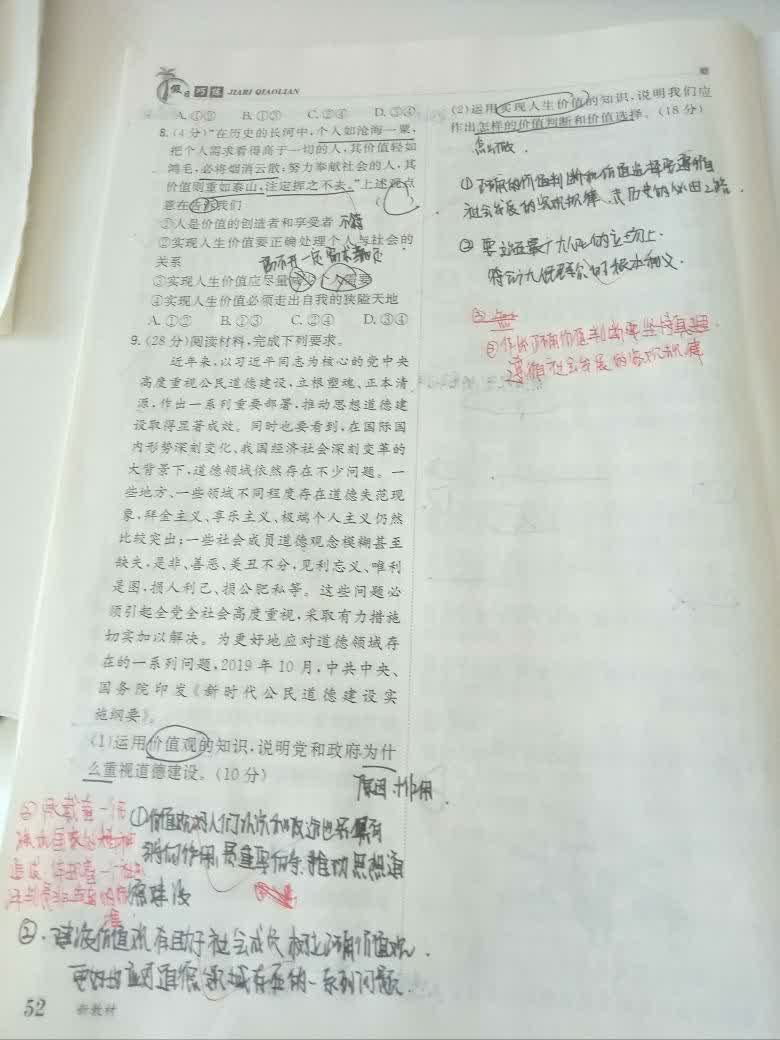 假日 巧练 JIARI QIAOLIAN
A.①② B.①③ C.②④ D.③④
8.(4分)“在历史的长河中,个人如沧海一粟,
把个人需求看得高于一切的人,其价值轻如
鸿毛,必将烟消云散;努力奉献社会的人,其
价值则重如泰山,注定挥之不去。”上述观点
意在告诉我们 ( )
①人是价值的创造者和享受者 不符
②实现人生价值要正确处理个人与社会的
关系
③实现人生价值应尽量减少个人需要
④实现人生价值必须走出自我的狭隘天地
A.①② B.①③ C.②④ D.③④
9.(28分)阅读材料,完成下列要求。
近年来,以习近平同志为核心的党中央
高度重视公民道德建设,立根塑魂、正本清
源,作出一系列重要部署,推动思想道德建
设取得显著成效。同时也要看到,在国际国
内形势深刻变化、我国经济社会深刻变革的
大背景下,道德领域依然存在不少问题。一
些地方、一些领域不同程度存在道德失范现
象,拜金主义、享乐主义、极端个人主义仍然
比较突出;一些社会成员道德观念模糊甚至
缺失,是非、善恶、美丑不分,见利忘义、唯利
是图,损人利己、损公肥私等。这些问题必
须引起全党全社会高度重视,采取有力措施
切实加以解决。为更好地应对道德领域存
在的一系列问题,2019年10月,中共中央、
国务院印发《新时代公民道德建设实
施纲要》。
(1)运用价值观的知识,说明党和政府为什
么重视道德建设。(10分)
原因+作用.
①价值观对人们认识和改造世界具有
导向作用,是重要向导.推动思想道
德建设
②.建设价值观有助于社会成员树立正确价值观.
更好地应对道德领域存在的一系列问题.
52 新教材
(2)运用实现人生价值的知识,说明我们应
作出怎样的价值判断和价值选择。(18分)
怎么做.
①正确的价值判断和价值选择要遵循
社会发展的客观规律.走历史的必由之路.
②要站在最广大人民的立场上.
符合人民群众的根本利义.
②作出正确价值判断要坚持真理.
遵循社会发展的客观规律